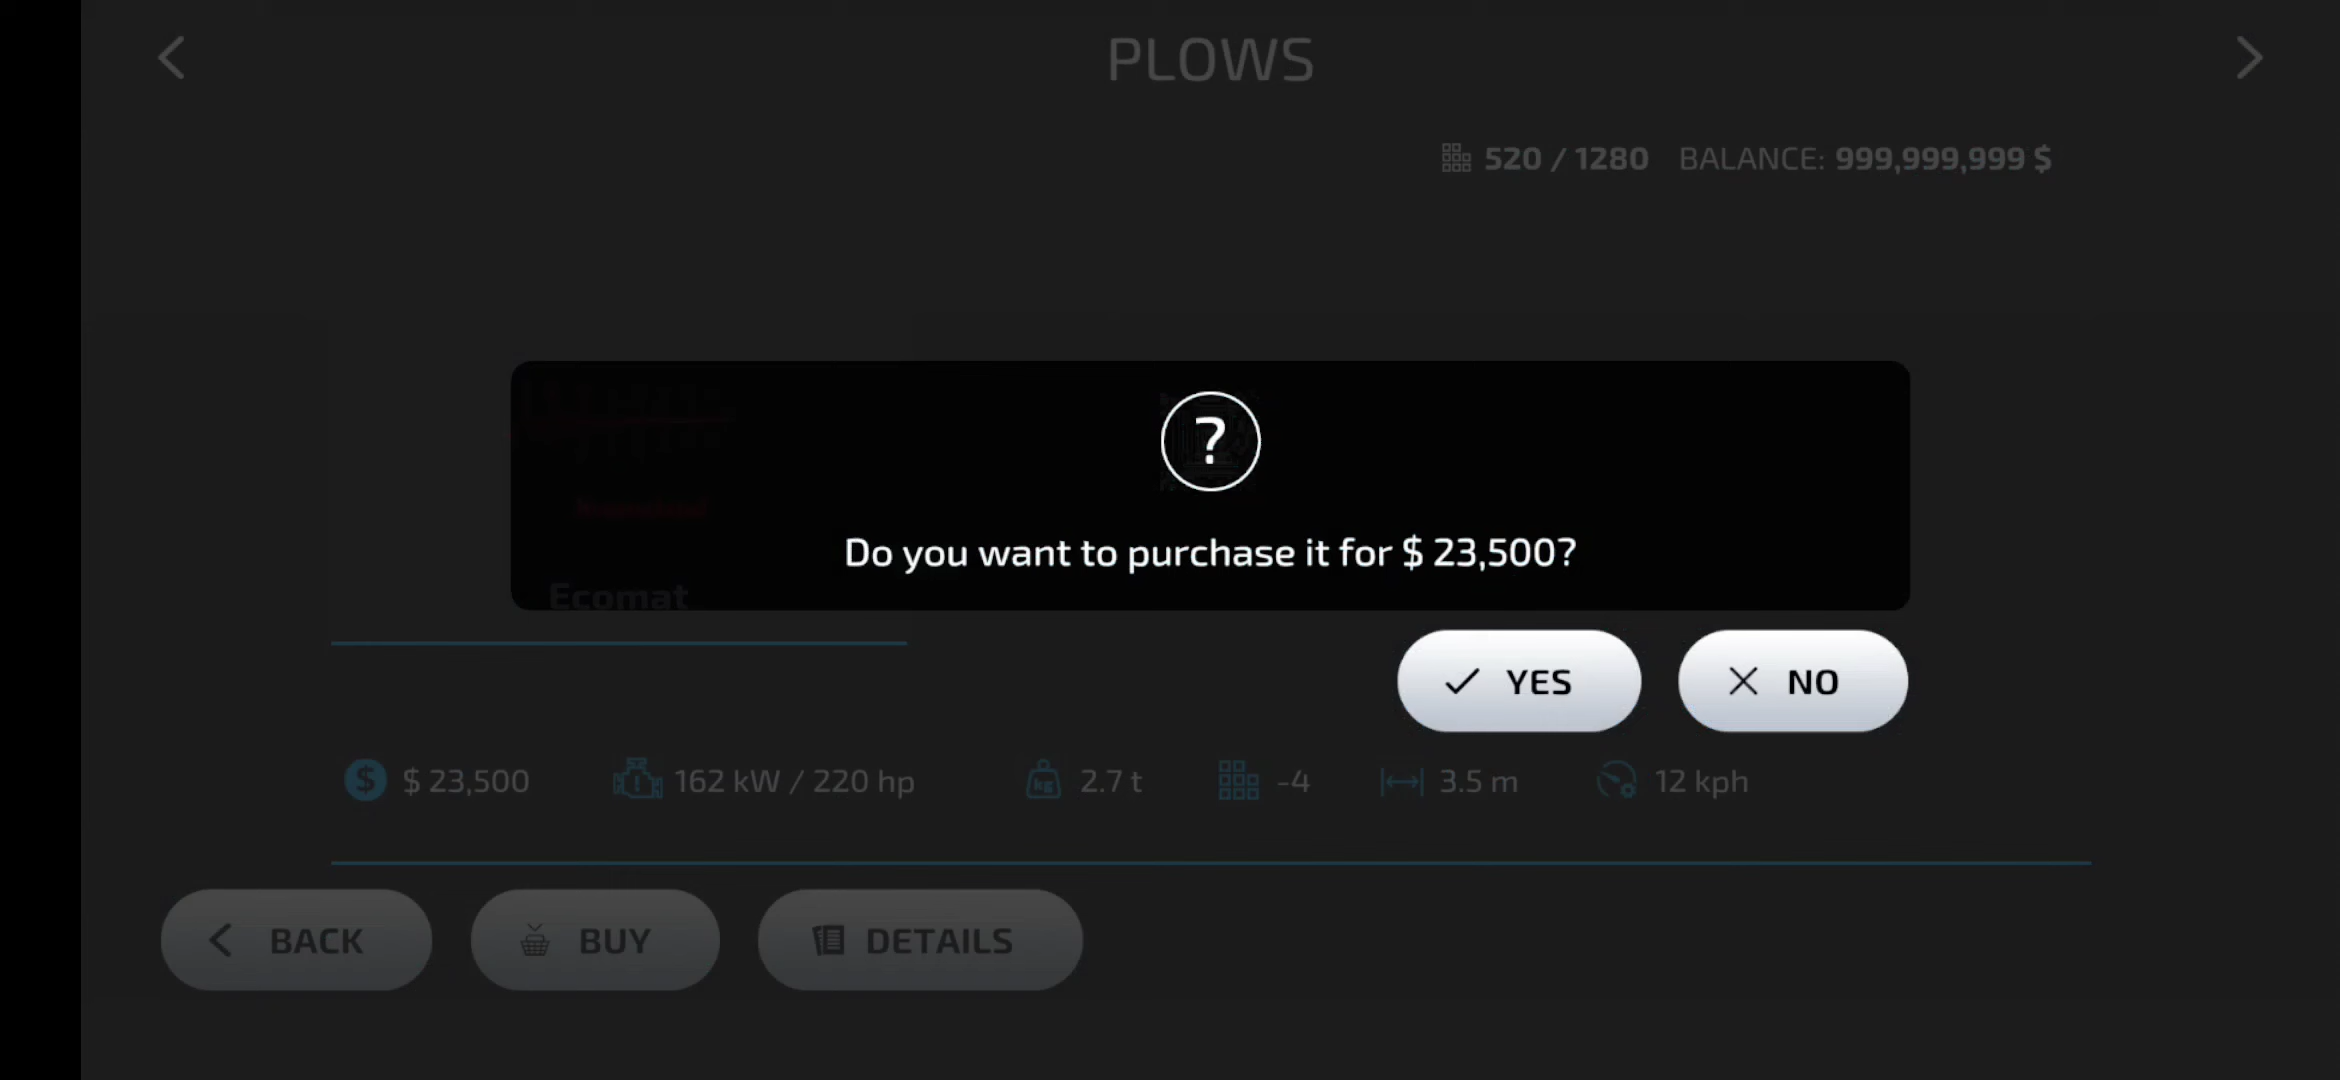 PLOWS
520 / 1280 BALANCE: 999,999,999 $
?
Do you want to purchase it for $ 23,500?
Ecomat
YES NO
$ 23,500 162 kW / 220 hp kg 2.7 t -4 3.5 m 12 kph
BACK BUY DETAILS